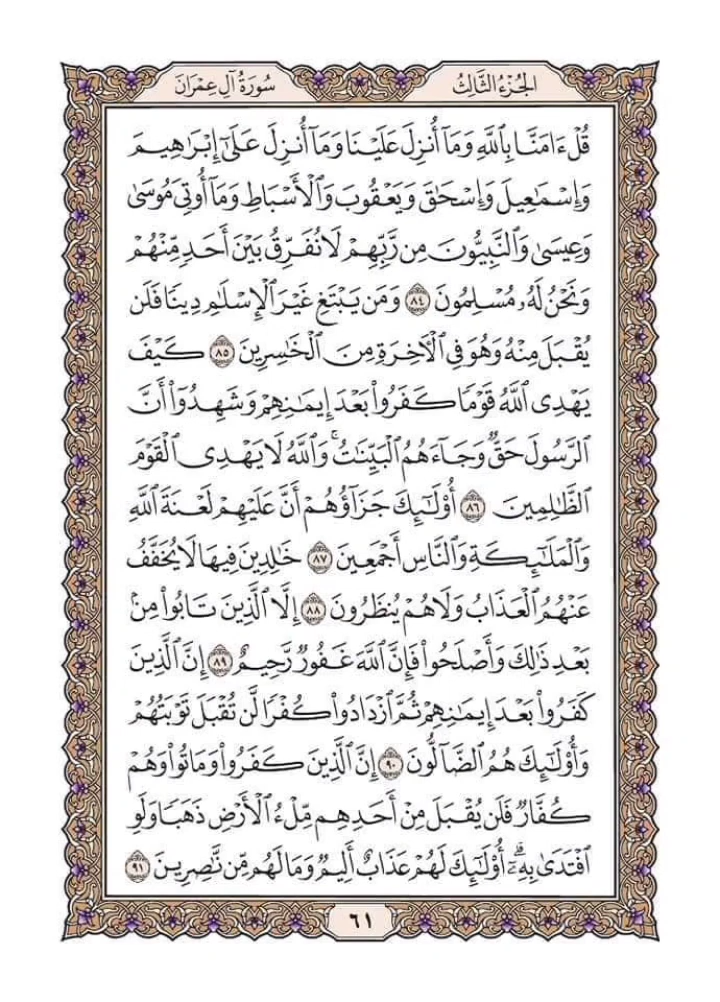 الجُزْءُ الثَّالِثُ
سُورَةُ آلِ عِمْرَانَ
قُلْ ءَامَنَّا بِٱللَّهِ وَمَآ أُنزِلَ عَلَيْنَا وَمَآ أُنزِلَ عَلَىٰٓ إِبْرَٰهِيمَ
وَإِسْمَٰعِيلَ وَإِسْحَٰقَ وَيَعْقُوبَ وَٱلْأَسْبَاطِ وَمَآ أُوتِىَ مُوسَىٰ
وَعِيسَىٰ وَٱلنَّبِيُّونَ مِن رَّبِّهِمْ لَا نُفَرِّقُ بَيْنَ أَحَدٍ مِّنْهُمْ
وَنَحْنُ لَهُۥ مُسْلِمُونَ ٨٤ وَمَن يَبْتَغِ غَيْرَ ٱلْإِسْلَٰمِ دِينًا فَلَن
يُقْبَلَ مِنْهُ وَهُوَ فِى ٱلْأَخِرَةِ مِنَ ٱلْخَٰسِرِينَ ٨٥ كَيْفَ
يَهْدِى ٱللَّهُ قَوْمًا كَفَرُوا۟ بَعْدَ إِيمَٰنِهِمْ وَشَهِدُوٓا۟ أَنَّ
ٱلرَّسُولَ حَقٌّ وَجَآءَهُمُ ٱلْبَيِّنَٰتُ ۚ وَٱللَّهُ لَا يَهْدِى ٱلْقَوْمَ
ٱلظَّٰلِمِينَ ٨٦ أُو۟لَٰٓئِكَ جَزَآؤُهُمْ أَنَّ عَلَيْهِمْ لَعْنَةَ ٱللَّهِ
وَٱلْمَلَٰٓئِكَةِ وَٱلنَّاسِ أَجْمَعِينَ ٨٧ خَٰلِدِينَ فِيهَا لَا يُخَفَّفُ
عَنْهُمُ ٱلْعَذَابُ وَلَا هُمْ يُنظَرُونَ ٨٨ إِلَّا ٱلَّذِينَ تَابُوا۟ مِنۢ
بَعْدِ ذَٰلِكَ وَأَصْلَحُوا۟ فَإِنَّ ٱللَّهَ غَفُورٌ رَّحِيمٌ ٨٩ إِنَّ ٱلَّذِينَ
كَفَرُوا۟ بَعْدَ إِيمَٰنِهِمْ ثُمَّ ٱزْدَادُوا۟ كُفْرًا لَّن تُقْبَلَ تَوْبَتُهُمْ
وَأُو۟لَٰٓئِكَ هُمُ ٱلضَّآلُّونَ ٩٠ إِنَّ ٱلَّذِينَ كَفَرُوا۟ وَمَاتُوا۟ وَهُمْ
كُفَّارٌ فَلَن يُقْبَلَ مِنْ أَحَدِهِم مِّلْءُ ٱلْأَرْضِ ذَهَبًا وَلَوِ
ٱفْتَدَىٰ بِهِۦٓ ۗ أُو۟لَٰٓئِكَ لَهُمْ عَذَابٌ أَلِيمٌ وَمَا لَهُم مِّن نَّٰصِرِينَ ٩١
٦١